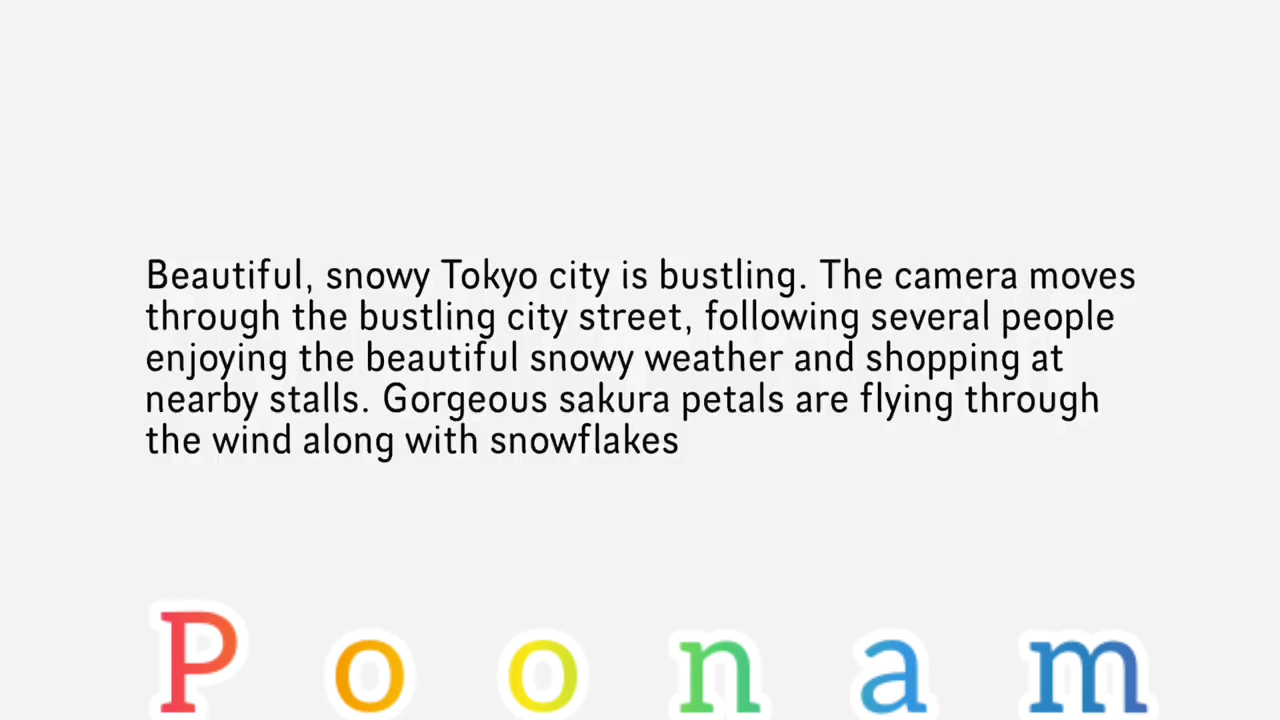 Beautiful, snowy Tokyo city is bustling. The camera moves
through the bustling city street, following several people
enjoying the beautiful snowy weather and shopping at
nearby stalls. Gorgeous sakura petals are flying through
the wind along with snowflakes
Poonam